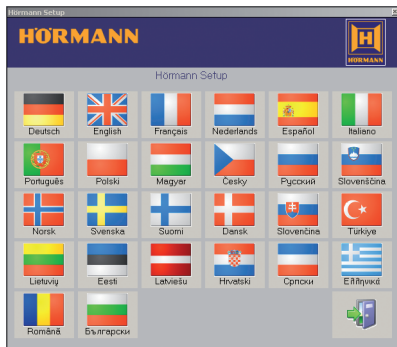 Hörmann Setup
HÖRMANN
HÖRMANN
Hörmann Setup
Deutsch English Français Nederlands Español Italiano
Português Polski Magyar Česky Русский Slovenščina
Norsk Svenska Suomi Dansk Slovenčina Türkiye
Lietuvių Eesti Latviešu Hrvatski Српски Ελληνικά
Română Български